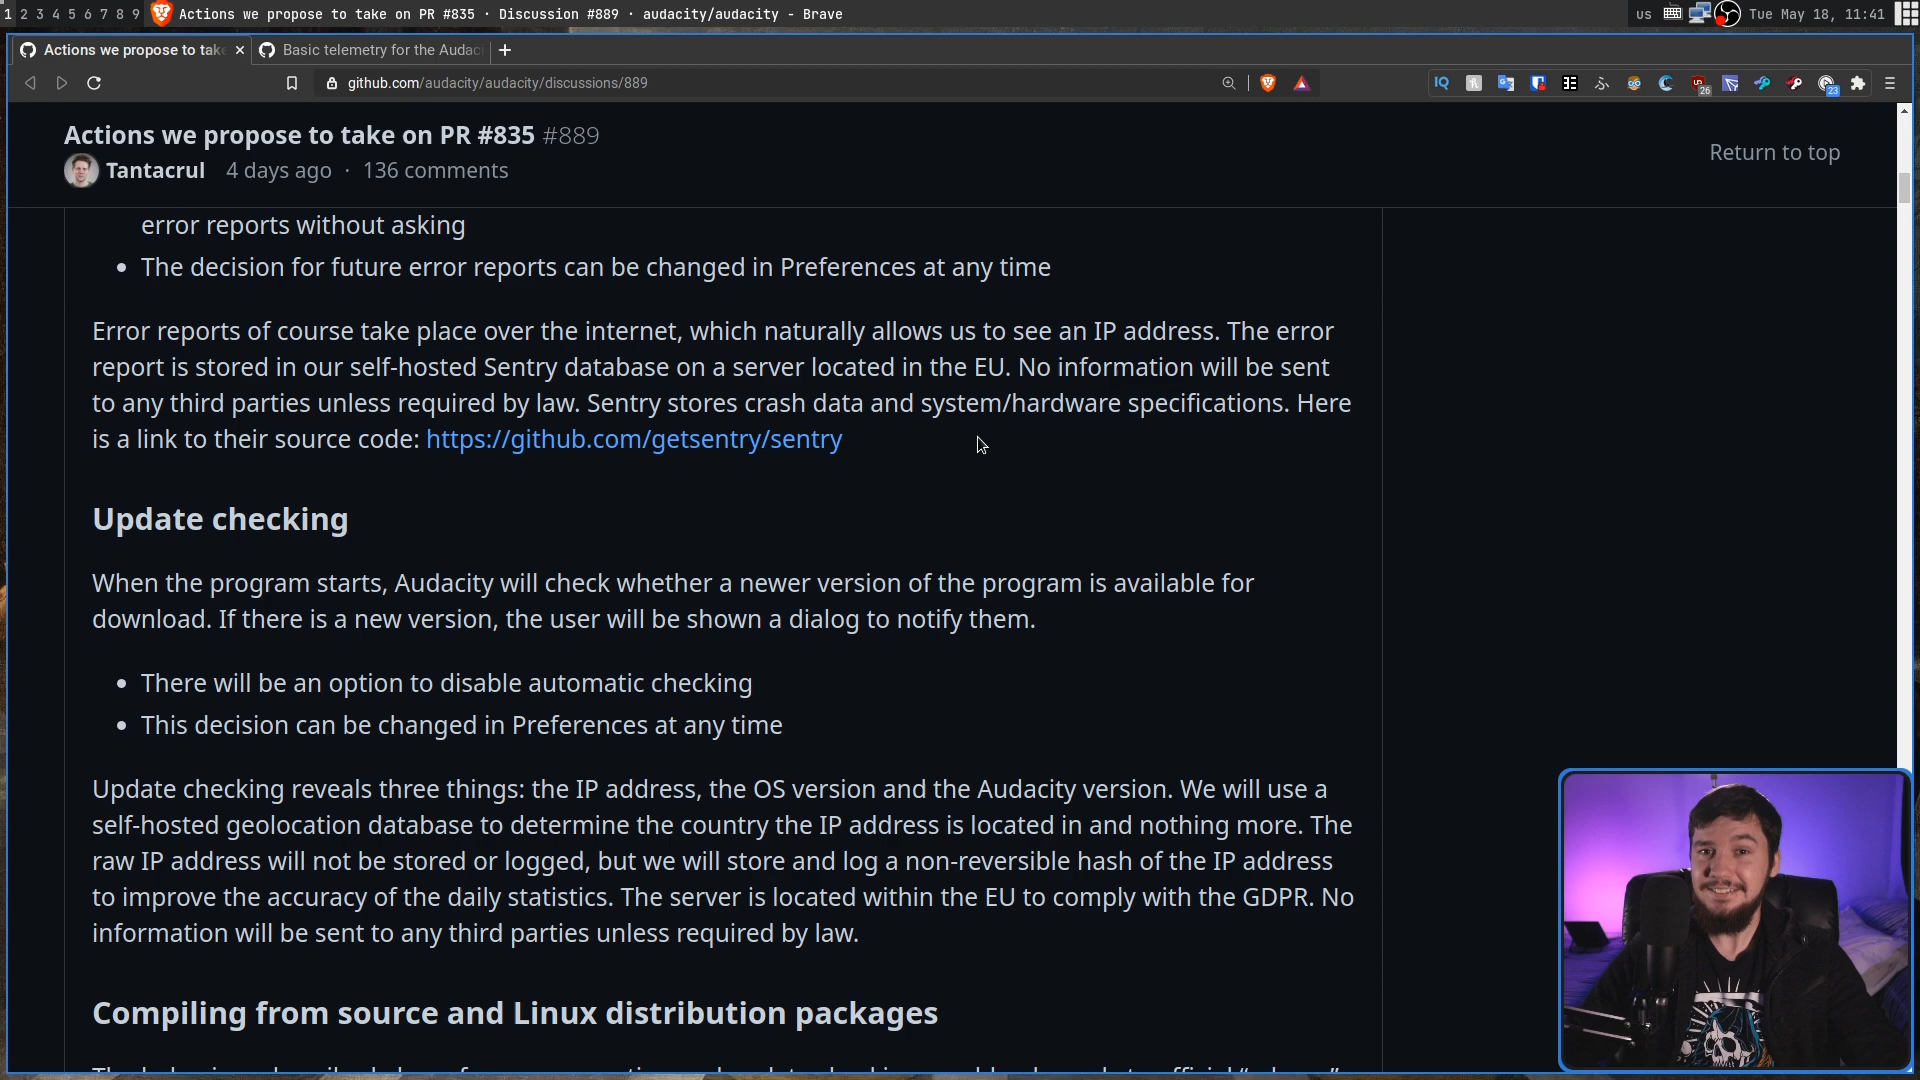 1 2 3 4 5 6 7 8 9 Actions we propose to take on PR #835 · Discussion #889 · audacity/audacity - Brave us Tue May 18, 11:41
Actions we propose to tak Basic telemetry for the Audac
github.com/audacity/audacity/discussions/889 IQ 26 23
Actions we propose to take on PR #835 #889
Tantacrul 4 days ago · 136 comments
Return to top
error reports without asking
• The decision for future error reports can be changed in Preferences at any time
Error reports of course take place over the internet, which naturally allows us to see an IP address. The error
report is stored in our self-hosted Sentry database on a server located in the EU. No information will be sent
to any third parties unless required by law. Sentry stores crash data and system/hardware specifications. Here
is a link to their source code: https://github.com/getsentry/sentry
Update checking
When the program starts, Audacity will check whether a newer version of the program is available for
download. If there is a new version, the user will be shown a dialog to notify them.
• There will be an option to disable automatic checking
• This decision can be changed in Preferences at any time
Update checking reveals three things: the IP address, the OS version and the Audacity version. We will use a
self-hosted geolocation database to determine the country the IP address is located in and nothing more. The
raw IP address will not be stored or logged, but we will store and log a non-reversible hash of the IP address
to improve the accuracy of the daily statistics. The server is located within the EU to comply with the GDPR. No
information will be sent to any third parties unless required by law.
Compiling from source and Linux distribution packages